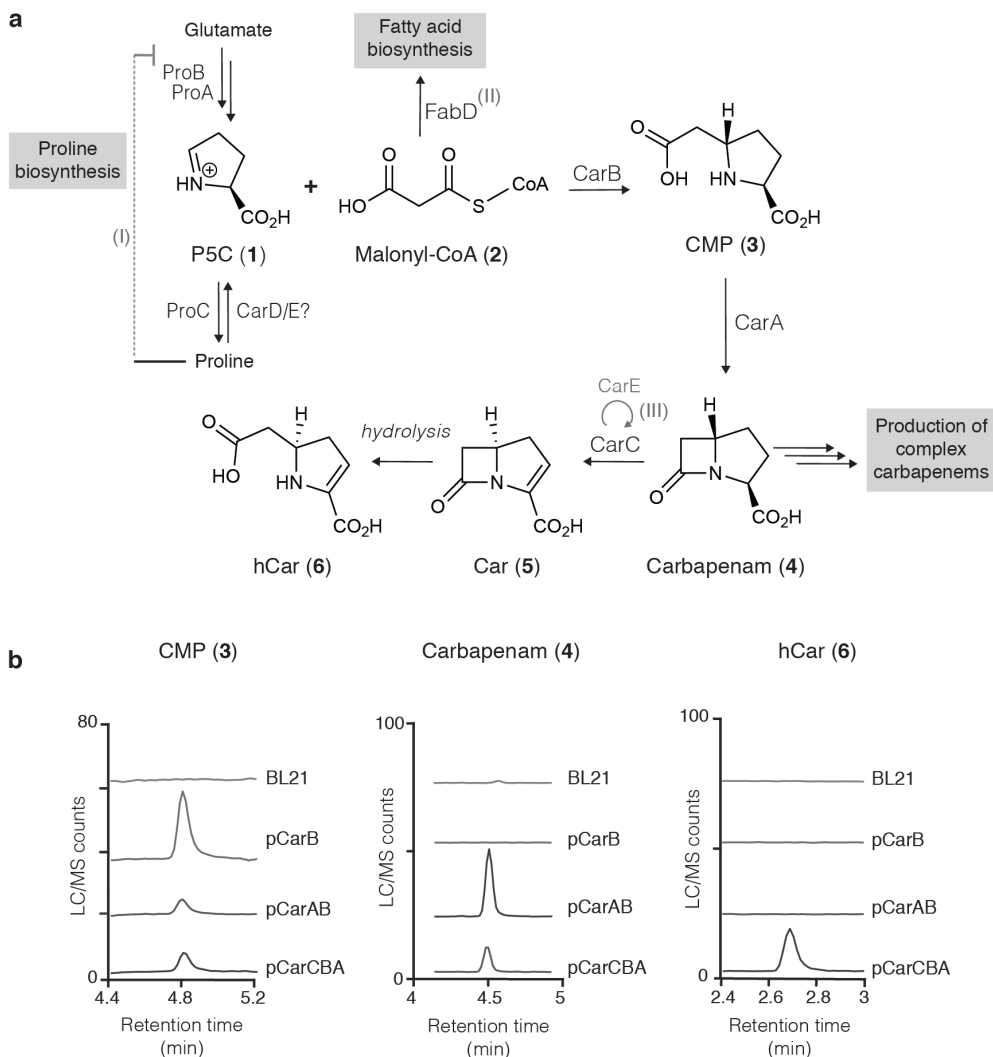 a
Glutamate
ProB
ProA
Fatty acid
biosynthesis
FabD(II)
Proline
biosynthesis
(I)
HN
CO₂H
P5C (1)
+
O
O
HO
S
CoA
Malonyl-CoA (2)
CarB
H
O
OH
HN
CO₂H
CMP (3)
ProC
CarD/E?
Proline
CarA
H
O
HO
HN
CO₂H
hCar (6)
hydrolysis
H
N
O
CO₂H
Car (5)
CarE
(III)
CarC
H
N
O
CO₂H
Carbapenam (4)
Production of
complex
carbapenems
b
CMP (3)
Carbapenam (4)
hCar (6)
80
LC/MS counts
0
BL21
pCarB
pCarAB
pCarCBA
4.4
4.8
5.2
Retention time
(min)
100
LC/MS counts
0
BL21
pCarB
pCarAB
pCarCBA
4
4.5
5
Retention time
(min)
100
LC/MS counts
0
BL21
pCarB
pCarAB
pCarCBA
2.4
2.6
2.8
3
Retention time
(min)